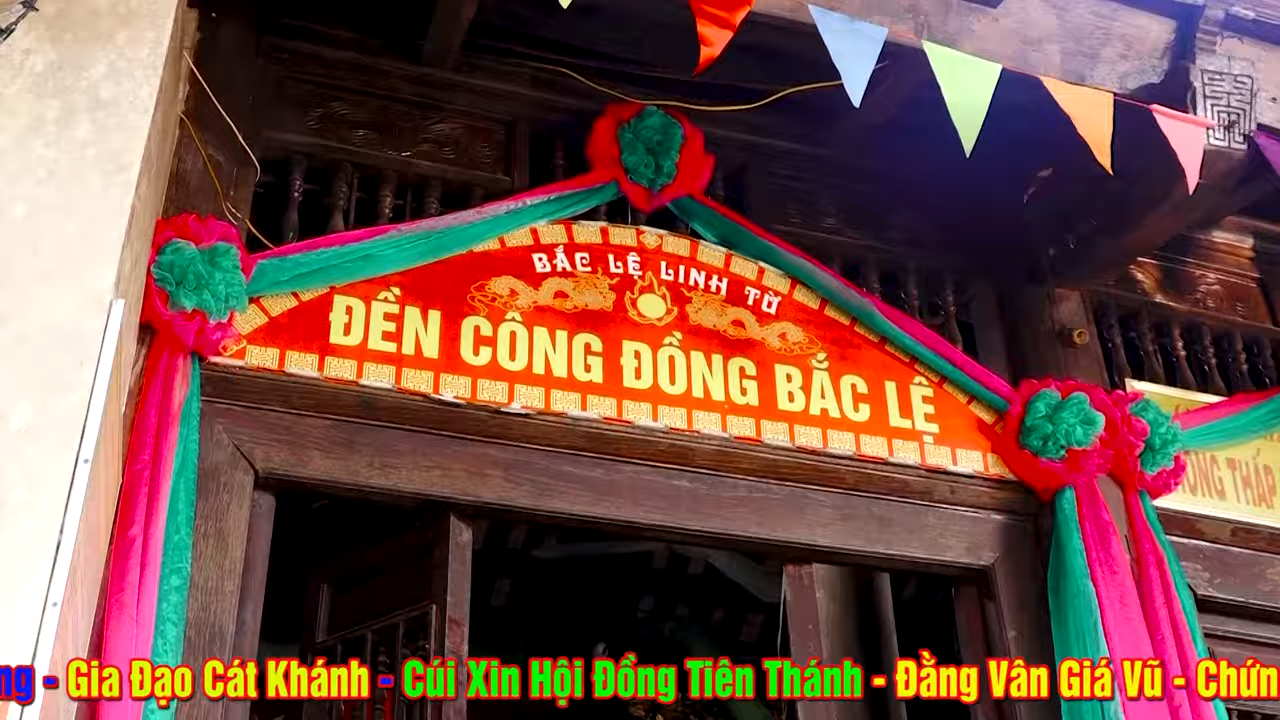 BẮC LỆ LINH TỪ
ĐỀN CÔNG ĐỒNG BẮC LỆ
THÁP
- Gia Đạo Cát Khánh - Cúi Xin Hội Đồng Tiên Thánh - Đằng Vân Giá Vũ -